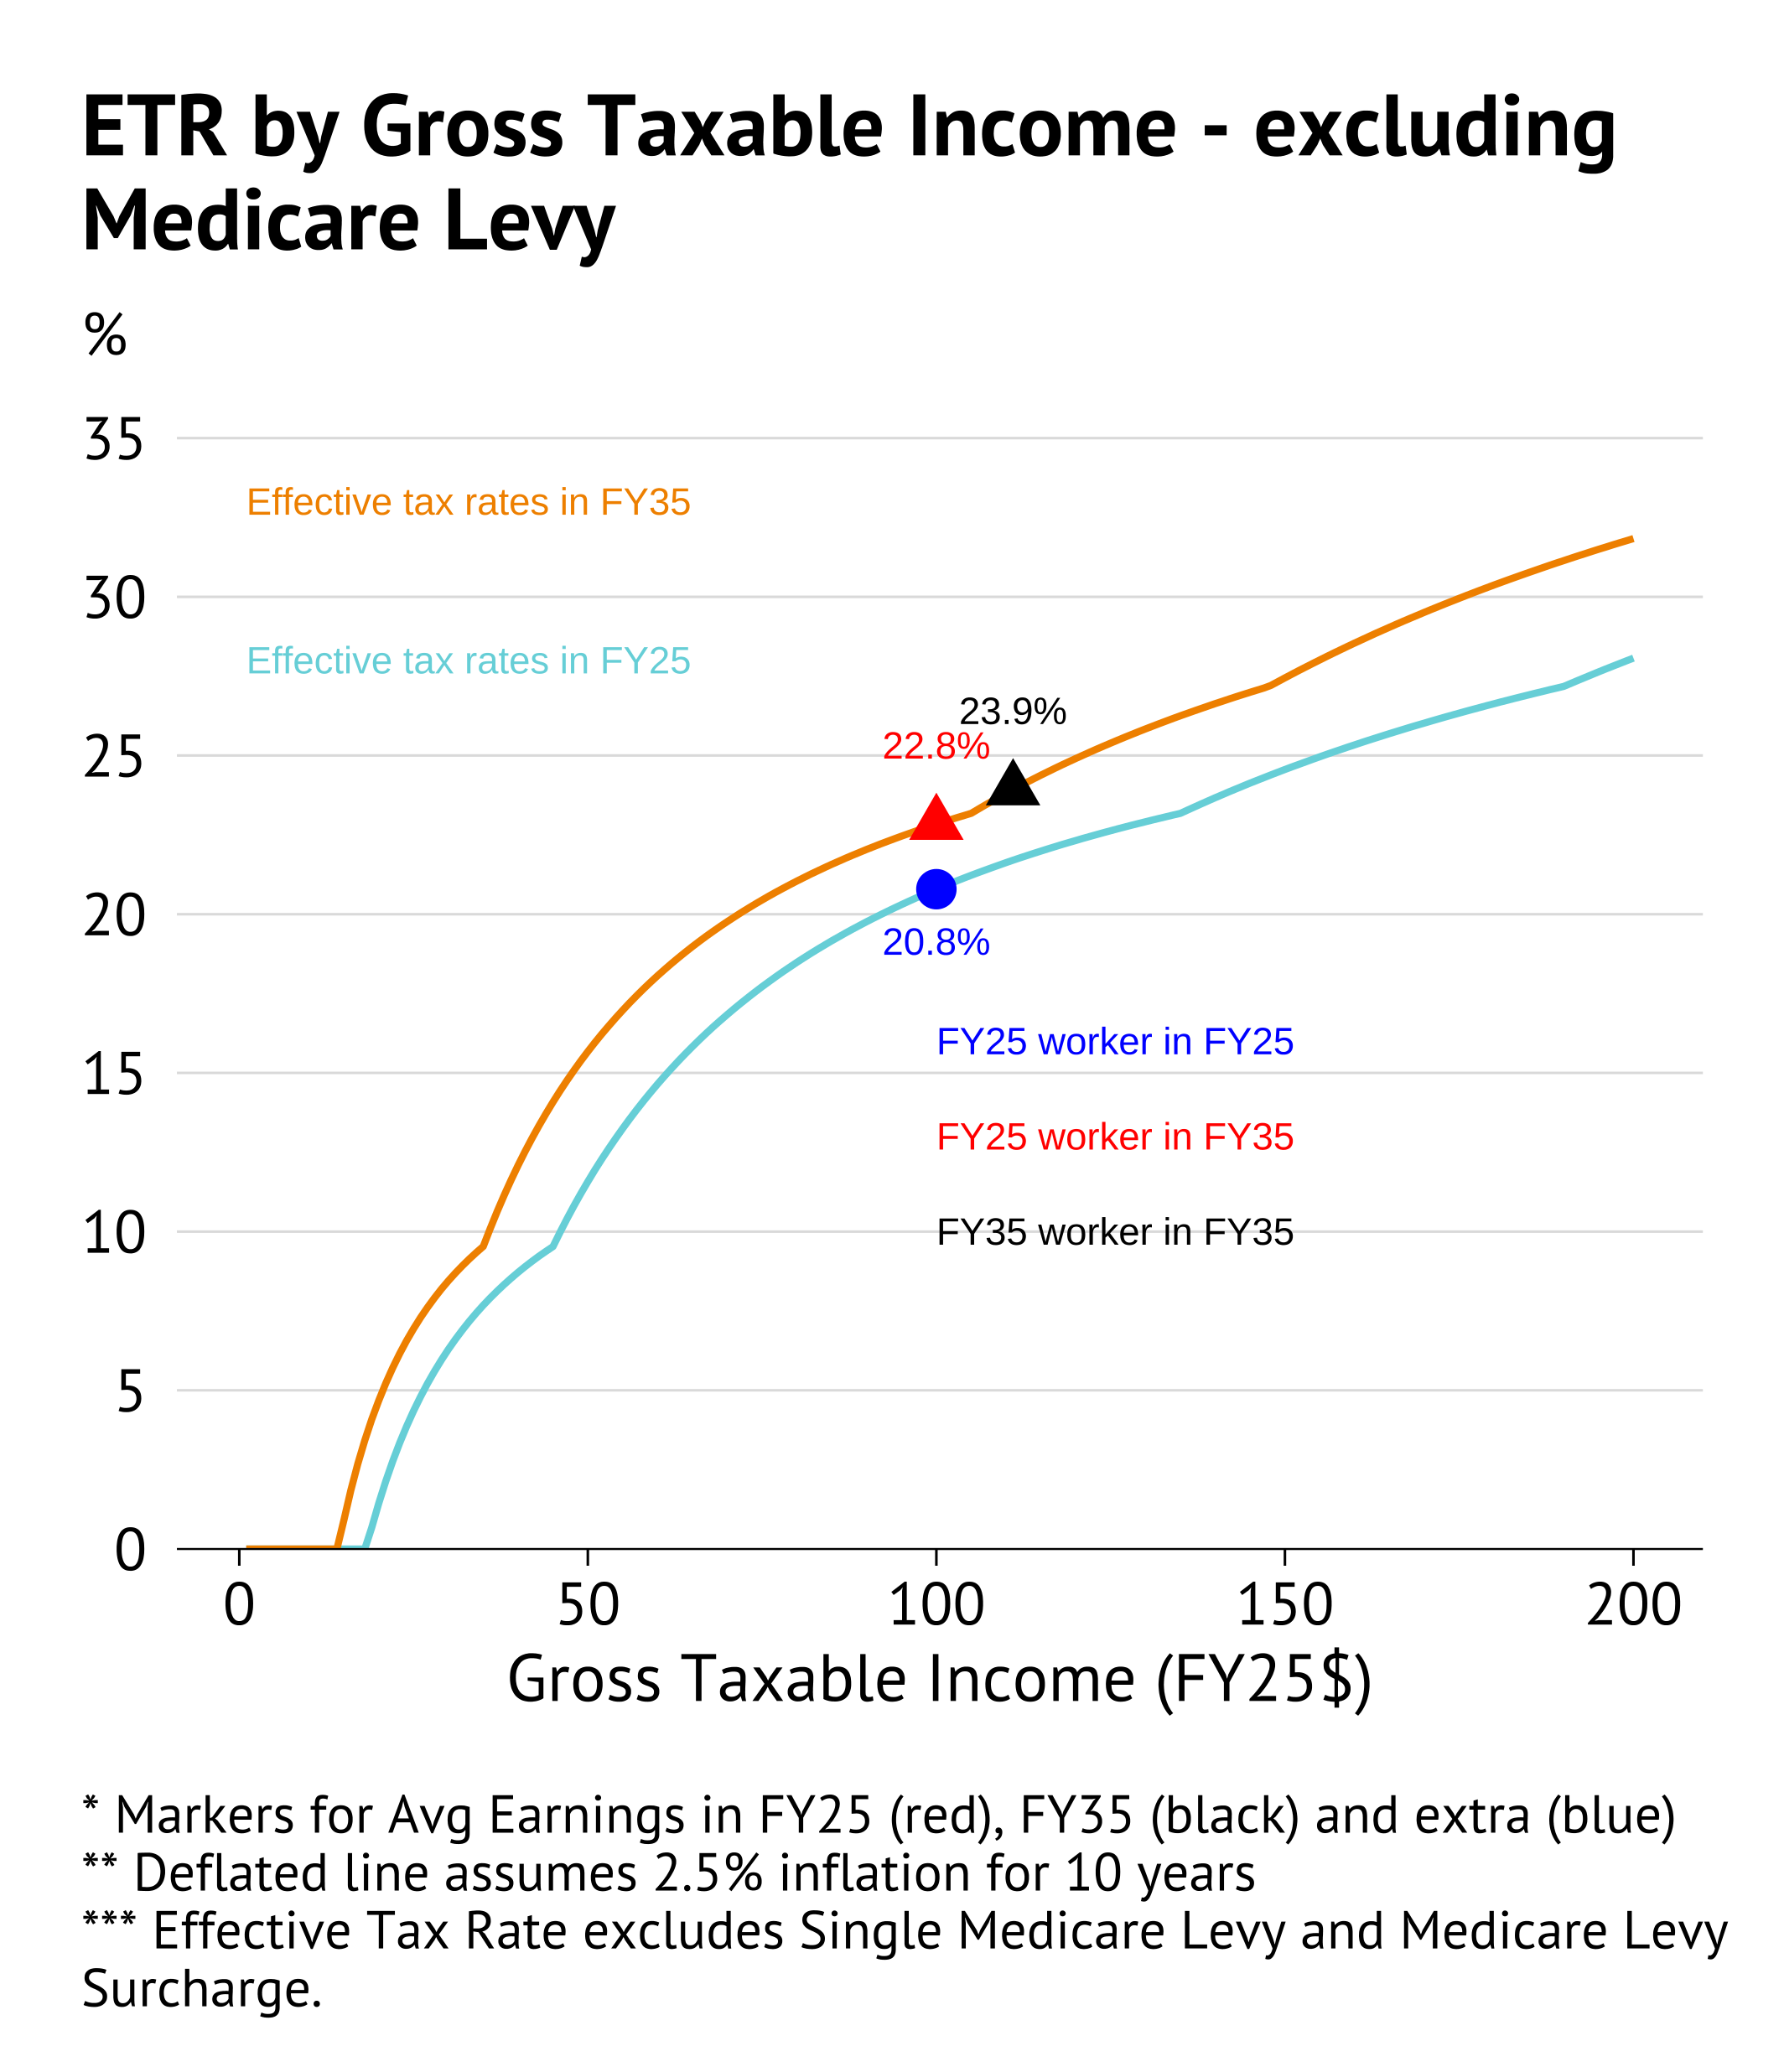 ETR by Gross Taxable Income - excluding
Medicare Levy
%
35
Effective tax rates in FY35
30
Effective tax rates in FY25
23.9%
22.8%
25
20
20.8%
FY25 worker in FY25
15
FY25 worker in FY35
10
FY35 worker in FY35
5
0
0 50 100 150 200
Gross Taxable Income (FY25$)
* Markers for Avg Earnings in FY25 (red), FY35 (black) and extra (blue)
** Deflated line assumes 2.5% inflation for 10 years
*** Effective Tax Rate excludes Single Medicare Levy and Medicare Levy
Surcharge.